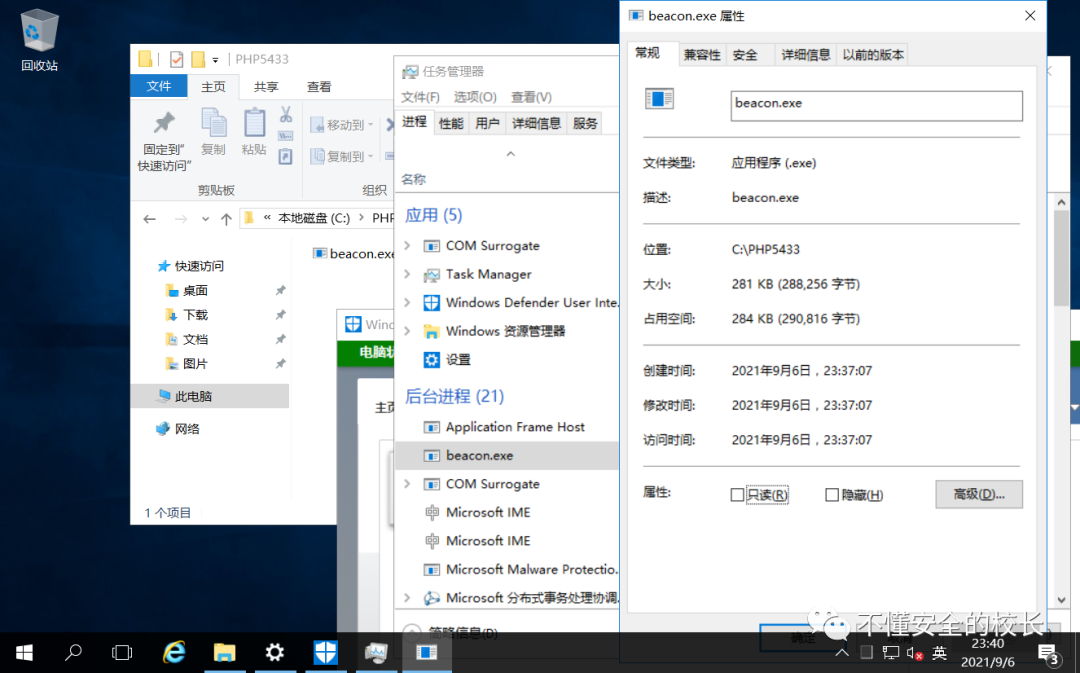 回收站
PHP5433
文件
主页
共享
查看
固定到"
快速访问"
复制
粘贴
移动到
复制到
剪贴板
组织
« 本地磁盘 (C:) > PHP
快速访问
桌面
下载
文档
图片
此电脑
网络
1 个项目
beacon.exe
Wind
电脑状
主页
任务管理器
文件(F) 选项(O) 查看(V)
进程 性能 用户 详细信息 服务
名称
应用 (5)
COM Surrogate
Task Manager
Windows Defender User Inte...
Windows 资源管理器
设置
后台进程 (21)
Application Frame Host
beacon.exe
COM Surrogate
Microsoft IME
Microsoft IME
Microsoft Malware Protectio...
Microsoft 分布式事务处理协调...
简略信息(D)
beacon.exe 属性
常规 兼容性 安全 详细信息 以前的版本
beacon.exe
文件类型: 应用程序 (.exe)
描述: beacon.exe
位置: C:\PHP5433
大小: 281 KB (288,256 字节)
占用空间: 284 KB (290,816 字节)
创建时间: 2021年9月6日，23:37:07
修改时间: 2021年9月6日，23:37:07
访问时间: 2021年9月6日，23:37:07
属性: 只读(R) 隐藏(H) 高级(D)...
确定
取消
不懂安全的校长
英
23:40
2021/9/6
3